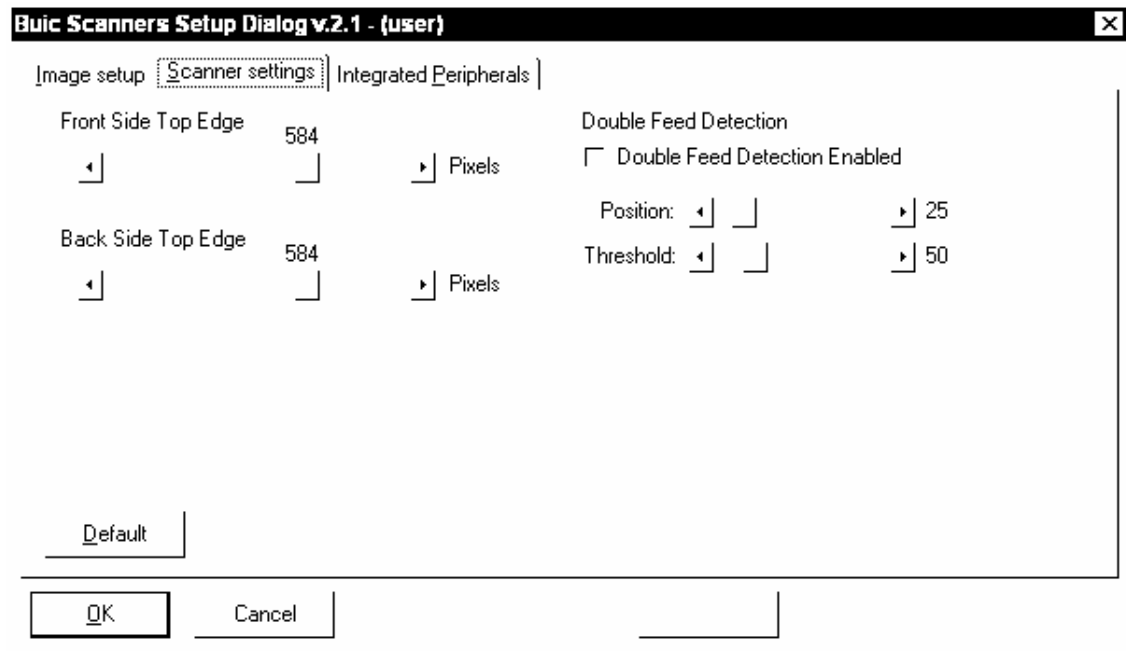 Buic Scanners Setup Dialog v.2.1 - (user)
Image setup Scanner settings Integrated Peripherals
Front Side Top Edge
584
Pixels
Back Side Top Edge
584
Pixels
Double Feed Detection
Double Feed Detection Enabled
Position: 25
Threshold: 50
Default
OK Cancel